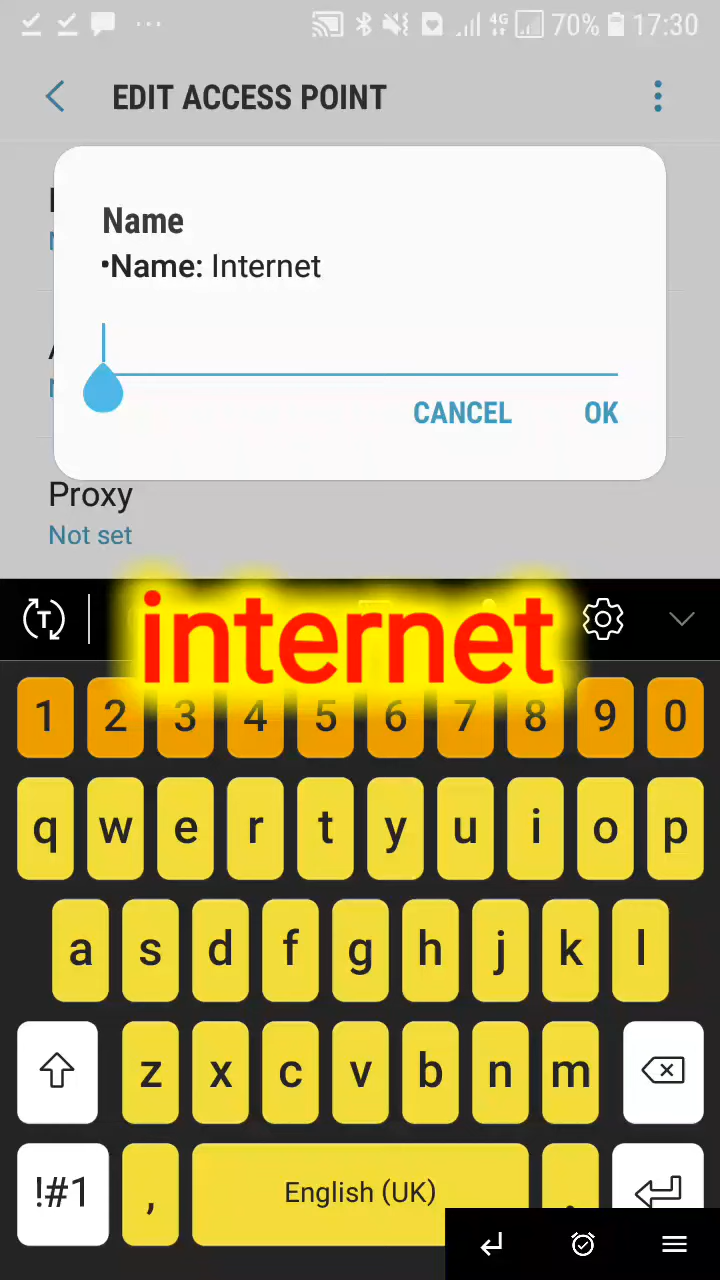 4G 70% 17:30
EDIT ACCESS POINT
Name
•Name: Internet
CANCEL OK
Proxy
Not set
T
internet
1 2 3 4 5 6 7 8 9 0
q w e r t y u i o p
a s d f g h j k l
z x c v b n m
!#1 , English (UK) .